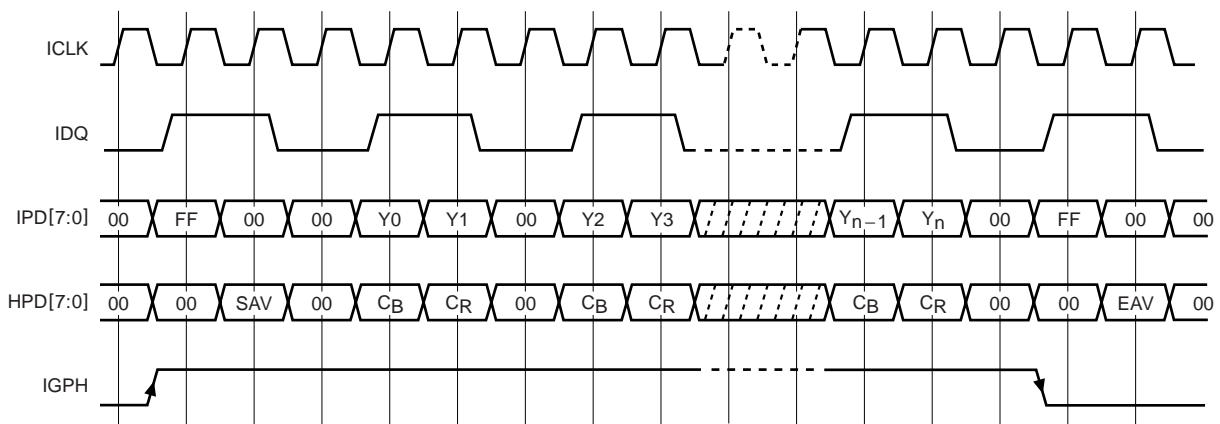 ICLK
IDQ
IPD[7:0] 00 FF 00 00 Y0 Y1 00 Y2 Y3 Yn−1 Yn 00 FF 00 00
HPD[7:0] 00 00 SAV 00 CB CR 00 CB CR CB CR 00 00 EAV 00
IGPH